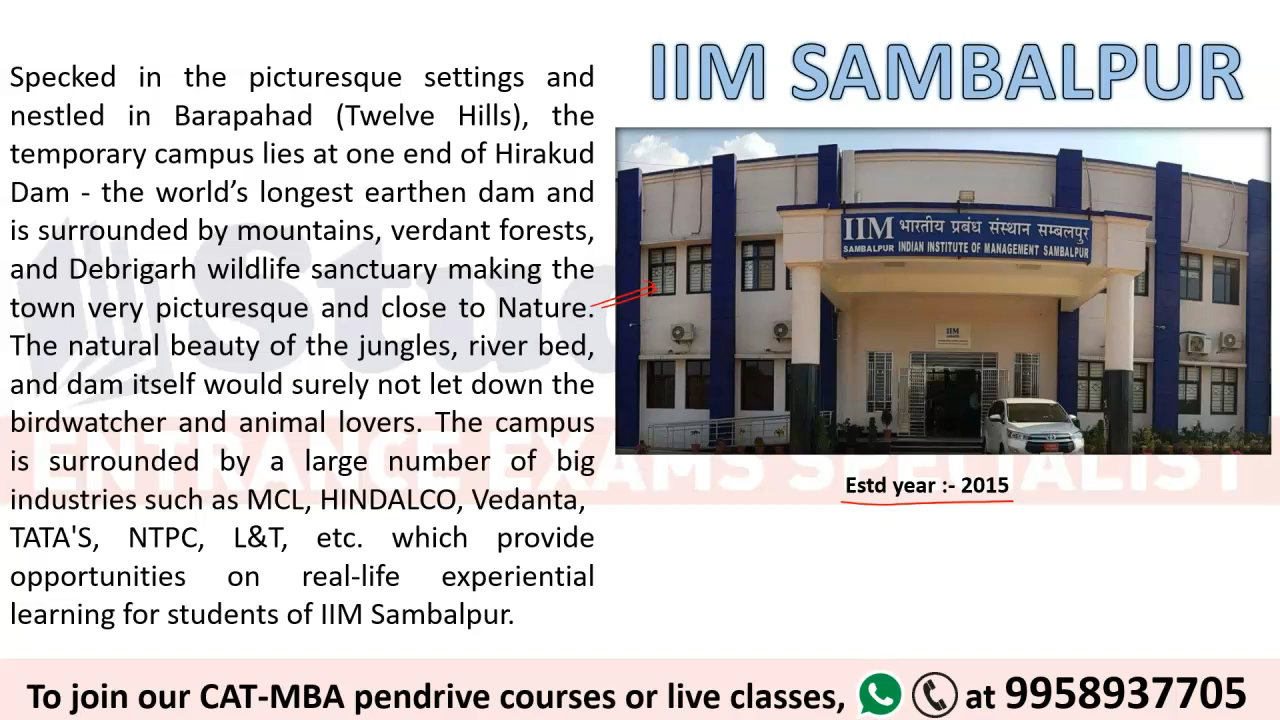 IIM SAMBALPUR
Specked in the picturesque settings and
nestled in Barapahad (Twelve Hills), the
temporary campus lies at one end of Hirakud
Dam - the world’s longest earthen dam and
is surrounded by mountains, verdant forests,
and Debrigarh wildlife sanctuary making the
town very picturesque and close to Nature.
The natural beauty of the jungles, river bed,
and dam itself would surely not let down the
birdwatcher and animal lovers. The campus
is surrounded by a large number of big
industries such as MCL, HINDALCO, Vedanta,
TATA'S, NTPC, L&T, etc. which provide
opportunities on real-life experiential
learning for students of IIM Sambalpur.
IIM भारतीय प्रबंध संस्थान सम्बलपुर
SAMBALPUR INDIAN INSTITUTE OF MANAGEMENT SAMBALPUR
IIM
Estd year :- 2015
ENTRANCE EXAMS SPECIALIST
To join our CAT-MBA pendrive courses or live classes, at 9958937705